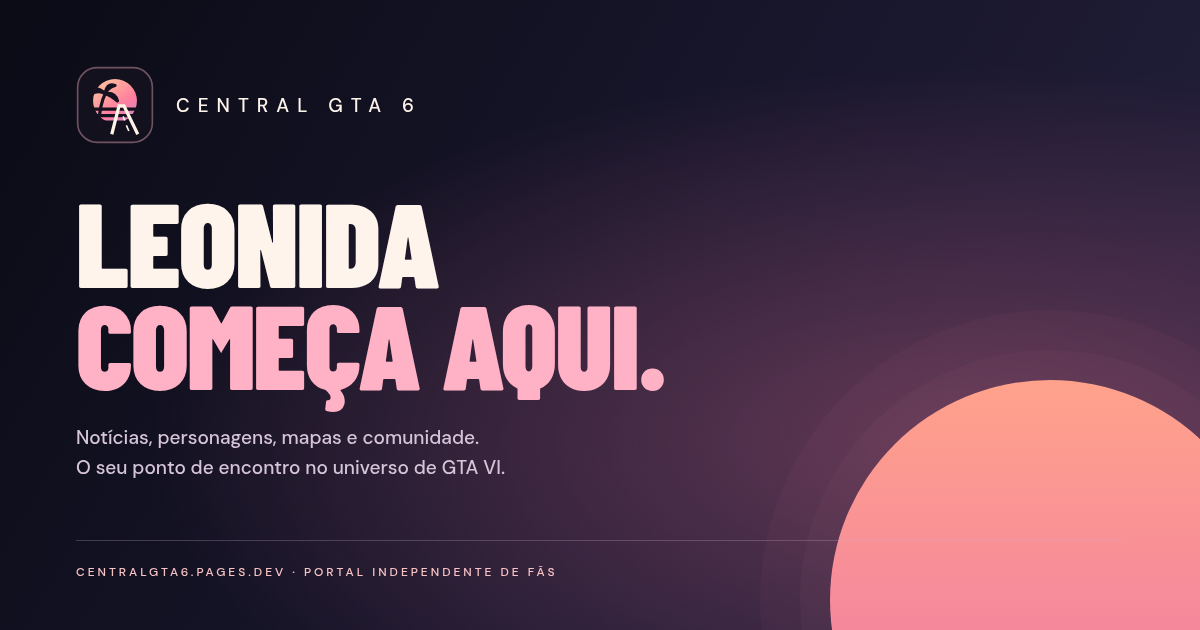 CENTRAL GTA 6
LEONIDA
COMEÇA AQUI.
Notícias, personagens, mapas e comunidade.
O seu ponto de encontro no universo de GTA VI.
CENTRALGTA6.PAGES.DEV · PORTAL INDEPENDENTE DE FÃS